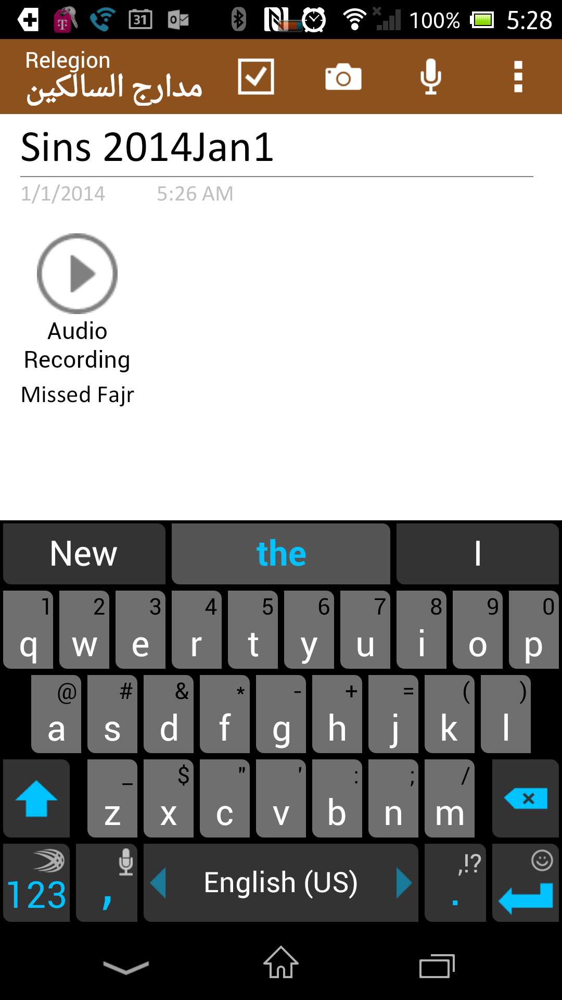 31
T
100% 5:28
Relegion
مدارج السالكين
Sins 2014Jan1
1/1/2014 5:26 AM
Audio
Recording
Missed Fajr
New the I
1 2 3 4 5 6 7 8 9 0
q w e r t y u i o p
@ # & * - + = ( )
a s d f g h j k l
_ $ " ' : ; /
z x c v b n m
,!?
123 , English (US) .